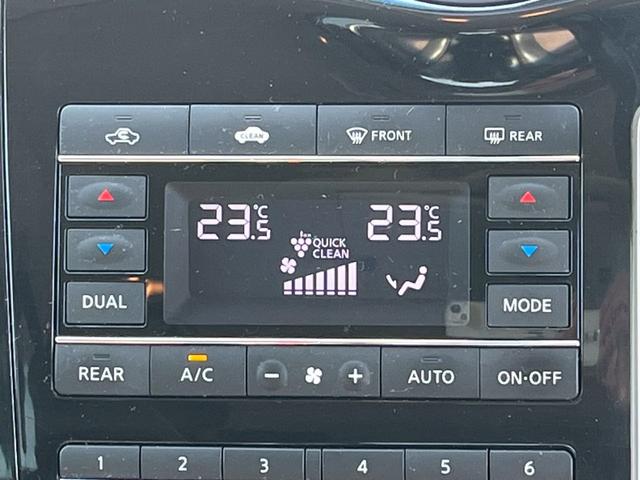 CLEAN
FRONT
REAR
23.5°C
23.5°C
QUICK
CLEAN
DUAL
MODE
REAR
A/C
− +
AUTO
ON·OFF
1 2 3 4 5 6